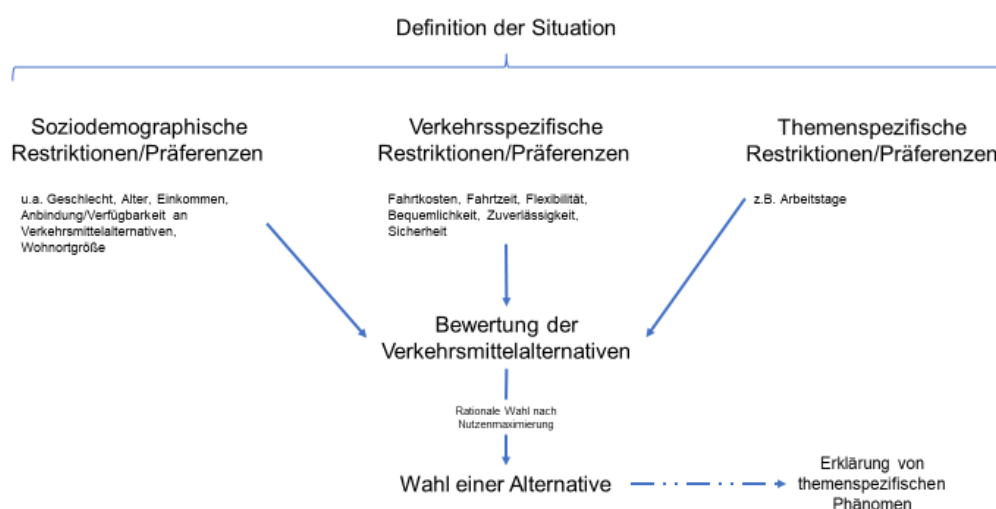 Definition der Situation
Soziodemographische
Restriktionen/Präferenzen
u.a. Geschlecht, Alter, Einkommen,
Anbindung/Verfügbarkeit an
Verkehrsmittelalternativen,
Wohnortgröße
Verkehrsspezifische
Restriktionen/Präferenzen
Fahrtkosten, Fahrtzeit, Flexibilität,
Bequemlichkeit, Zuverlässigkeit,
Sicherheit
Themenspezifische
Restriktionen/Präferenzen
z.B. Arbeitstage
Bewertung der
Verkehrsmittelalternativen
Rationale Wahl nach
Nutzenmaximierung
Wahl einer Alternative
Erklärung von
themenspezifischen
Phänomen